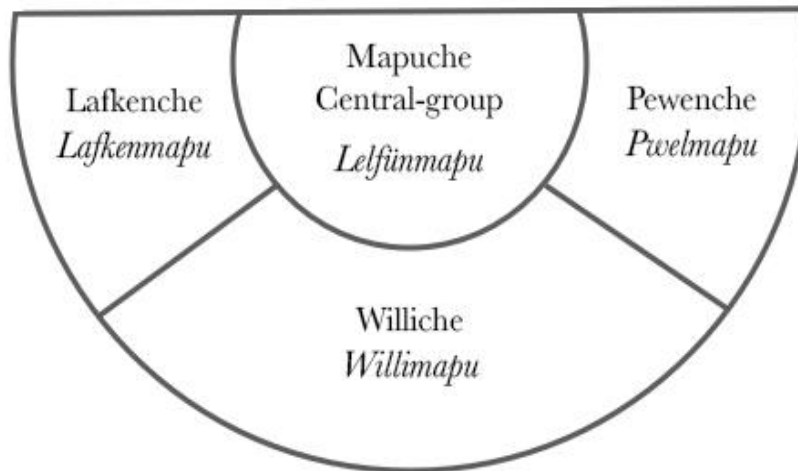 Mapuche
Central-group
Lelfünmapu
Lafkenche
Lafkenmapu
Pewenche
Pwelmapu
Williche
Willimapu